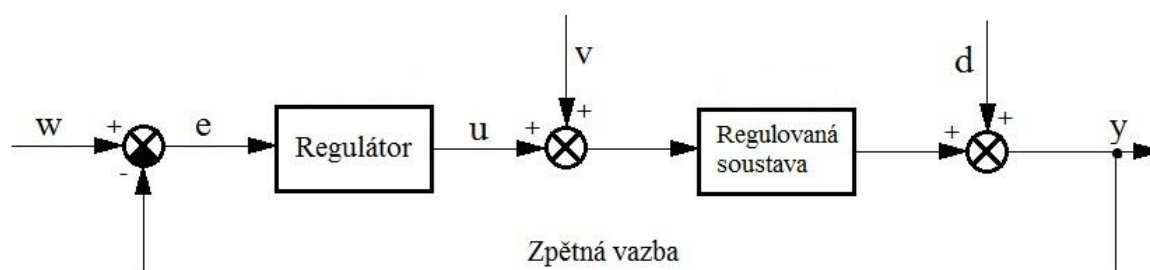 v
d
w
+
e
Regulátor
u
+
+
Regulovaná
soustava
+
+
y
-
Zpětná vazba